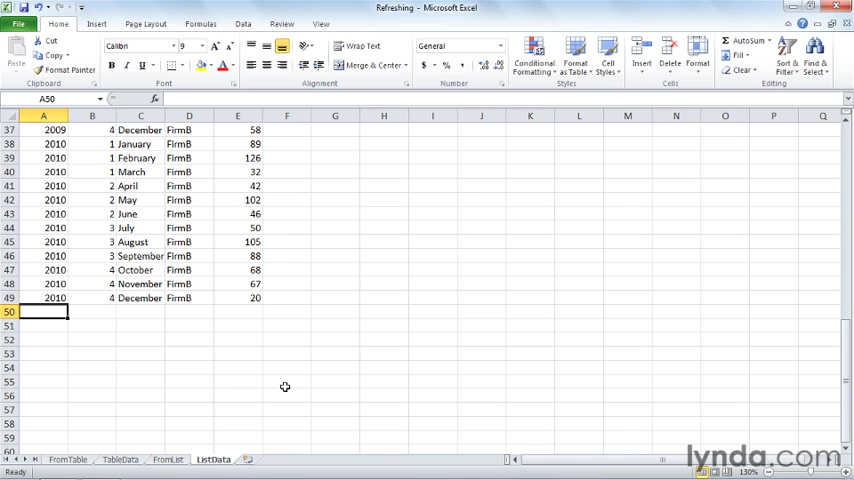 Refreshing - Microsoft Excel
File Home Insert Page Layout Formulas Data Review View
Paste Cut Calibri 9 Wrap Text General Conditional Formatting Format as Table Cell Styles Insert Delete Format AutoSum Sort & Filter Find & Select
Copy Fill
Format Painter B I U A Merge & Center $ % , Clear
Clipboard Font Alignment Number Styles Cells Editing
A50 fx
A B C D E F G H I J K L M N O P Q
37 2009 4 December FirmB 58
38 2010 1 January FirmB 89
39 2010 1 February FirmB 126
40 2010 1 March FirmB 32
41 2010 2 April FirmB 42
42 2010 2 May FirmB 102
43 2010 2 June FirmB 46
44 2010 3 July FirmB 50
45 2010 3 August FirmB 105
46 2010 3 September FirmB 88
47 2010 4 October FirmB 68
48 2010 4 November FirmB 67
49 2010 4 December FirmB 20
50
51
52
53
54
55
56
57
58
59
60
FromTable TableData FromList ListData
lynda.com
Ready 130%